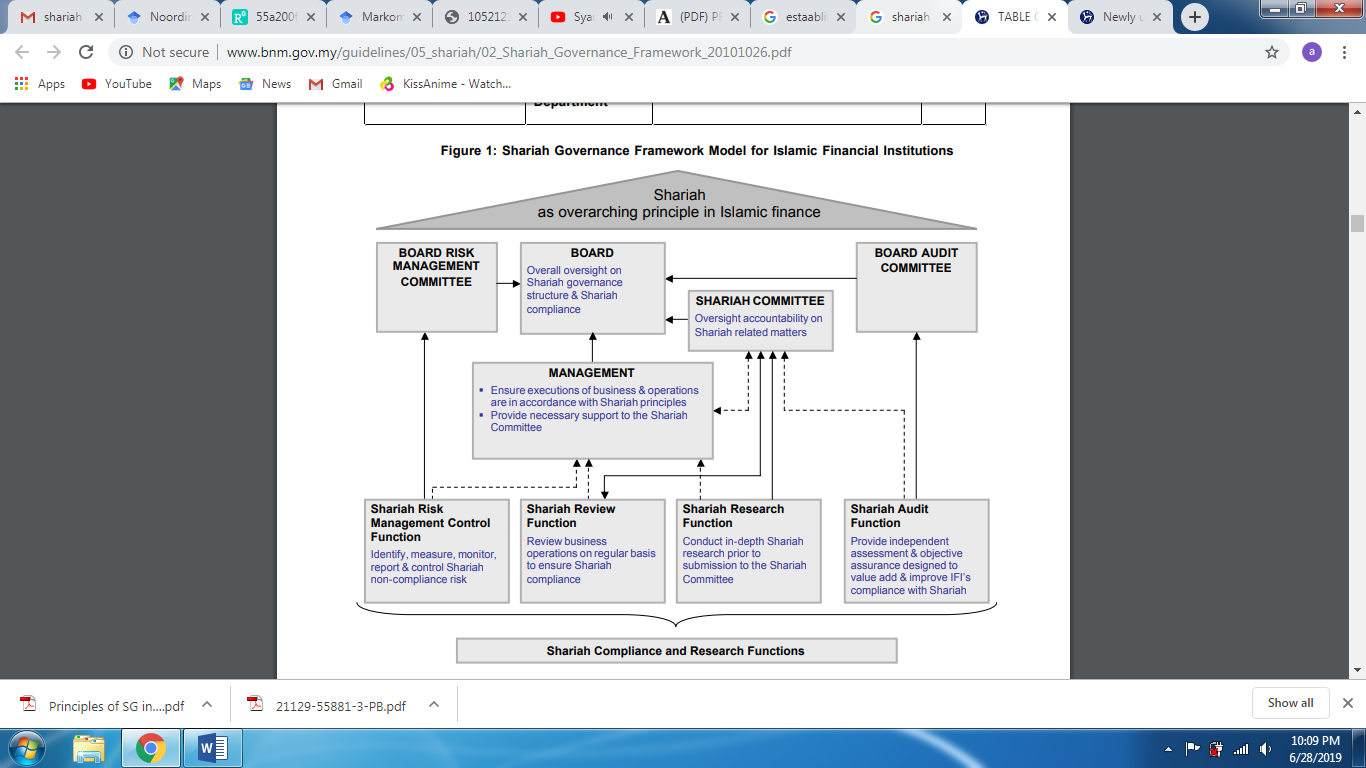 shariah
Noordin
55a200f
Markom
105212
Sya
(PDF) P
estaabli
shariah
TABLE C
Newly u
Not secure
www.bnm.gov.my/guidelines/05_shariah/02_Shariah_Governance_Framework_20101026.pdf
a
Apps
YouTube
Maps
News
Gmail
KissAnime - Watch...
Department
Figure 1: Shariah Governance Framework Model for Islamic Financial Institutions
Shariah
as overarching principle in Islamic finance
BOARD RISK
MANAGEMENT
COMMITTEE
BOARD
Overall oversight on
Shariah governance
structure & Shariah
compliance
BOARD AUDIT
COMMITTEE
SHARIAH COMMITTEE
Oversight accountability on
Shariah related matters
MANAGEMENT
▪ Ensure executions of business & operations
are in accordance with Shariah principles
▪ Provide necessary support to the Shariah
Committee
Shariah Risk
Management Control
Function
Identify, measure, monitor,
report & control Shariah
non-compliance risk
Shariah Review
Function
Review business
operations on regular basis
to ensure Shariah
compliance
Shariah Research
Function
Conduct in-depth Shariah
research prior to
submission to the Shariah
Committee
Shariah Audit
Function
Provide independent
assessment & objective
assurance designed to
value add & improve IFI's
compliance with Shariah
Shariah Compliance and Research Functions
Principles of SG in....pdf
21129-55881-3-PB.pdf
Show all
10:09 PM
6/28/2019